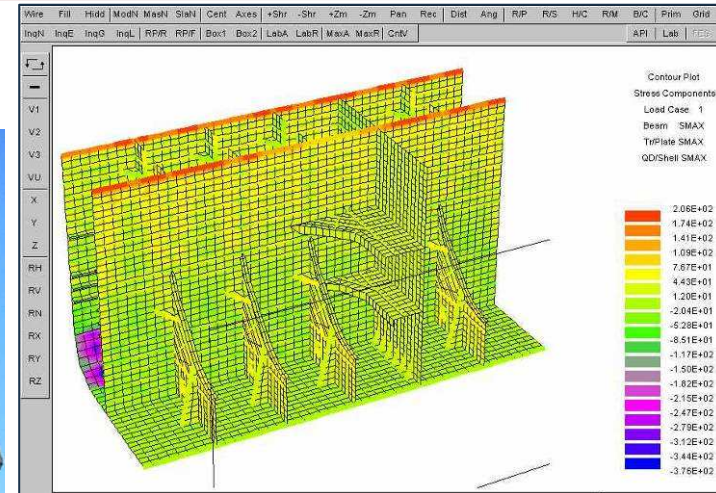 Wire Fill Hidd ModN MasN SlaN Cent Axes +Shr -Shr +Zm -Zm Pan Rec Dist Ang R/P R/S H/C R/M B/C Prim Grid
InqN InqE InqG InqL RP/R RP/F Box1 Box2 LabA LabR MaxA MaxR CntV API Lab FES
V1
V2
V3
VU
X
Y
Z
RH
RV
RN
RX
RY
RZ
Contour Plot
Stress Components
Load Case 1
Beam SMAX
Tr/Plate SMAX
QD/Shell SMAX
2.06E+02
1.74E+02
1.41E+02
1.09E+02
7.67E+01
4.43E+01
1.20E+01
-2.04E+01
-5.28E+01
-8.51E+01
-1.17E+02
-1.50E+02
-1.82E+02
-2.15E+02
-2.47E+02
-2.79E+02
-3.12E+02
-3.44E+02
-3.76E+02